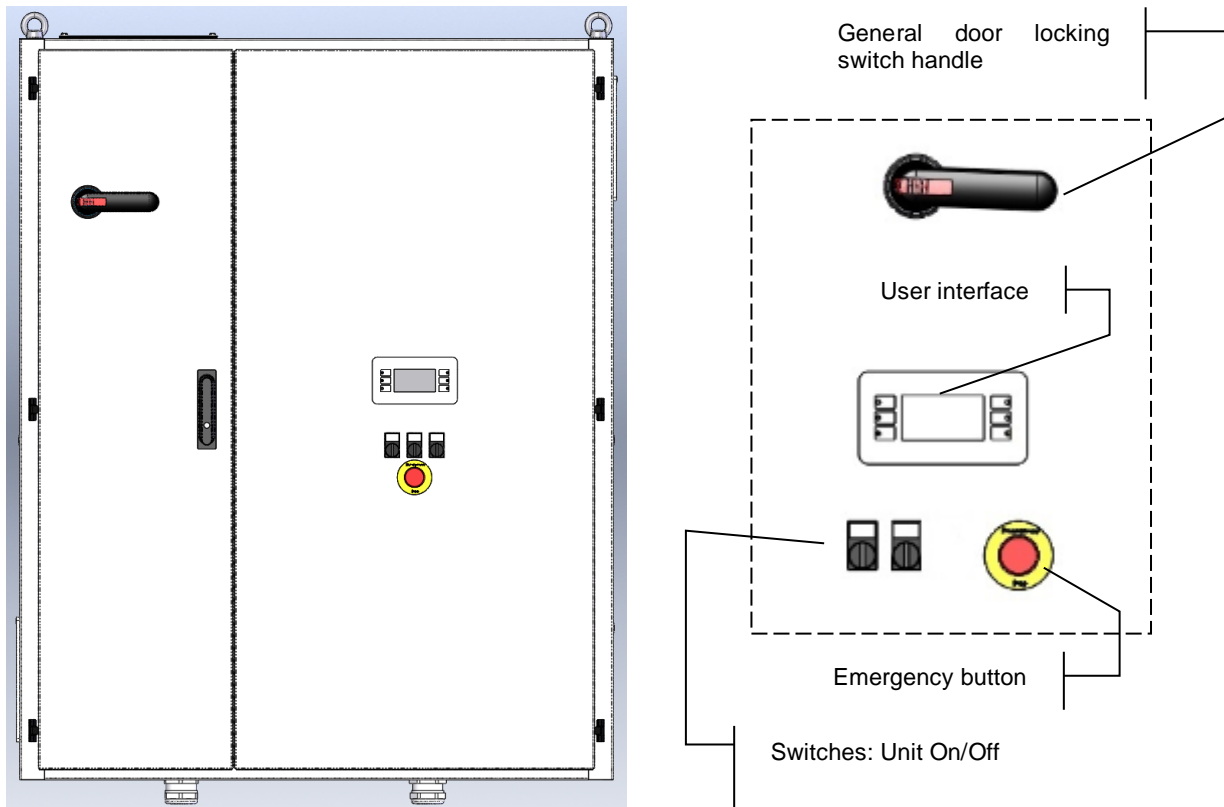 General door locking
switch handle
User interface
Emergency button
Switches: Unit On/Off